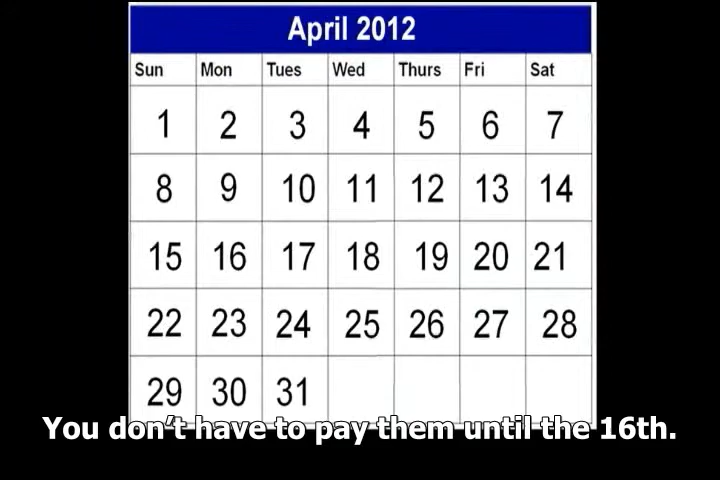 April 2012
Sun Mon Tues Wed Thurs Fri Sat
1 2 3 4 5 6 7
8 9 10 11 12 13 14
15 16 17 18 19 20 21
22 23 24 25 26 27 28
29 30 31
You don't have to pay them until the 16th.